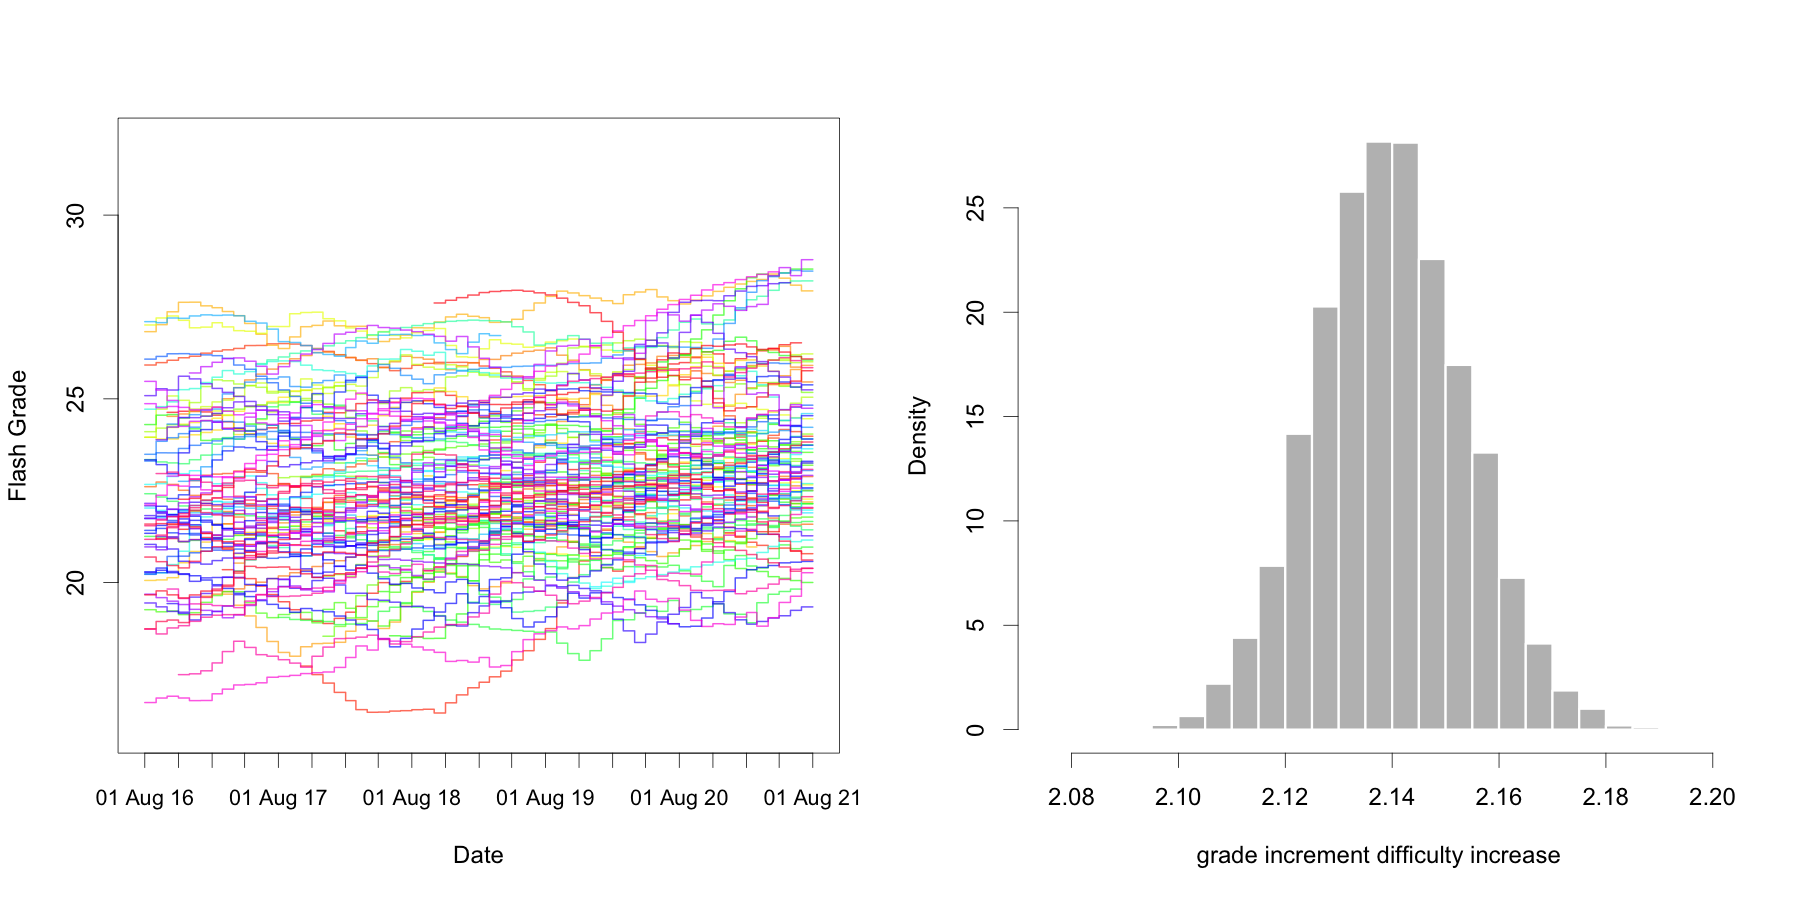 30
25
20
Flash Grade
01 Aug 16 01 Aug 17 01 Aug 18 01 Aug 19 01 Aug 20 01 Aug 21
Date
25
20
15
10
5
0
Density
2.08 2.10 2.12 2.14 2.16 2.18 2.20
grade increment difficulty increase